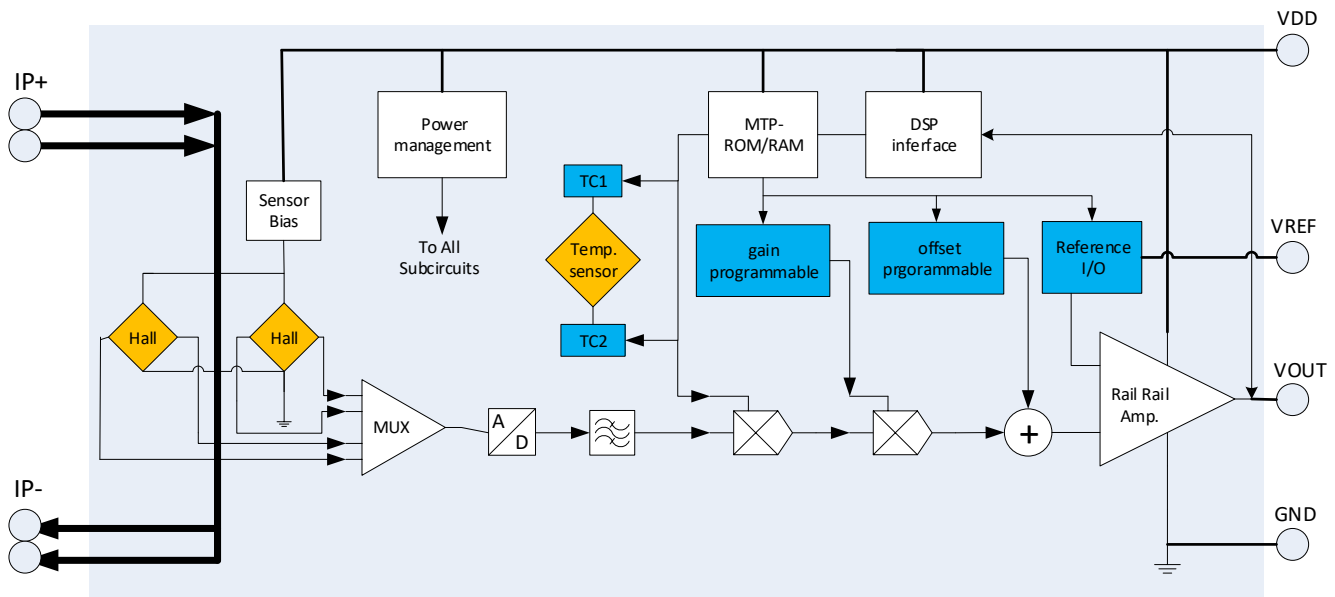 VDD
IP+
Power
management
MTP-
ROM/RAM
DSP
inferface
TC1
Sensor
Bias
To All
Subcircuits
Temp.
sensor
gain
programmable
offset
prgorammable
Reference
I/O
VREF
Hall
Hall
TC2
MUX
A
D
+
Rail Rail
Amp.
VOUT
IP-
GND